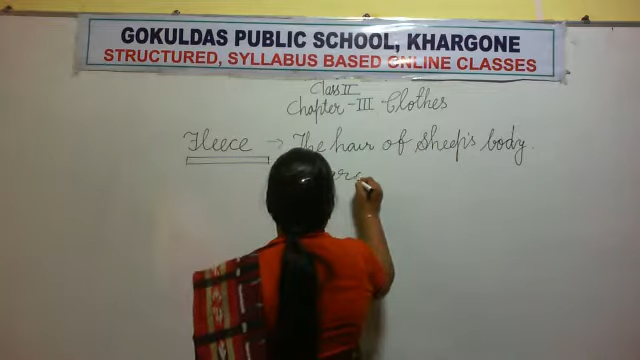 GOKULDAS PUBLIC SCHOOL, KHARGONE
STRUCTURED, SYLLABUS BASED ONLINE CLASSES
Class II
Chapter - III Clothes
Fleece → The hair of Sheep's body.